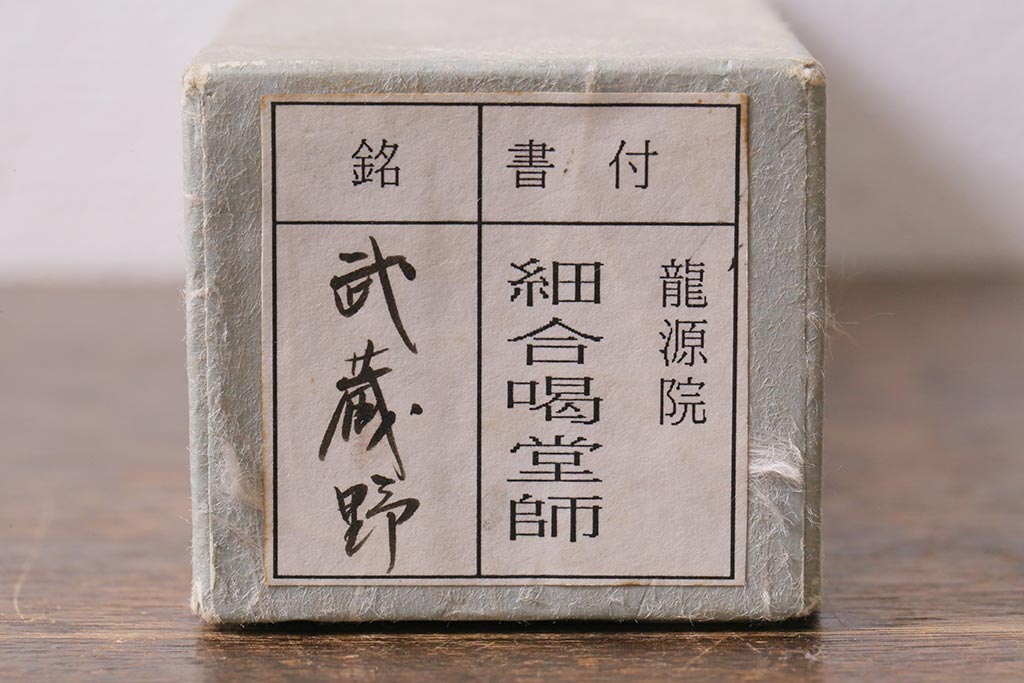 書付
銘
龍源院
細合喝堂師
武蔵野